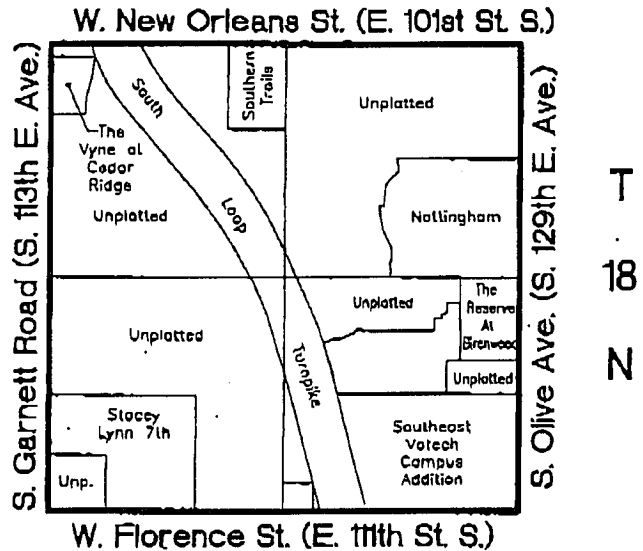 W. New Orleans St. (E. 101st St. S.)
S. Garnett Road (S. 113th E. Ave.)
South
Loop
Turnpike
Southern
Trails
Unplatted
The
Vyne at
Cedar
Ridge
Unplatted
Nottingham
Unplatted
Unplatted
The
Reserve
At
Unplatted
Stacey
Lynn 7th
Unp.
Southeast
Votech
Campus
Addition
S. Olive Ave. (S. 129th E. Ave.)
T
18
N
W. Florence St. (E. 111th St. S.)